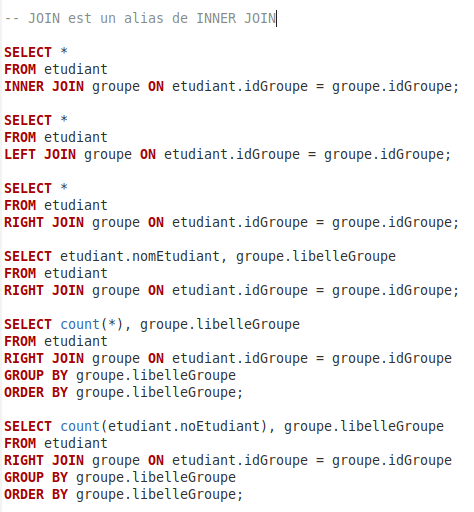 -- JOIN est un alias de INNER JOIN
SELECT *
FROM etudiant
INNER JOIN groupe ON etudiant.idGroupe = groupe.idGroupe;
SELECT *
FROM etudiant
LEFT JOIN groupe ON etudiant.idGroupe = groupe.idGroupe;
SELECT *
FROM etudiant
RIGHT JOIN groupe ON etudiant.idGroupe = groupe.idGroupe;
SELECT etudiant.nomEtudiant, groupe.libelleGroupe
FROM etudiant
RIGHT JOIN groupe ON etudiant.idGroupe = groupe.idGroupe;
SELECT count(*), groupe.libelleGroupe
FROM etudiant
RIGHT JOIN groupe ON etudiant.idGroupe = groupe.idGroupe
GROUP BY groupe.libelleGroupe
ORDER BY groupe.libelleGroupe;
SELECT count(etudiant.noEtudiant), groupe.libelleGroupe
FROM etudiant
RIGHT JOIN groupe ON etudiant.idGroupe = groupe.idGroupe
GROUP BY groupe.libelleGroupe
ORDER BY groupe.libelleGroupe;